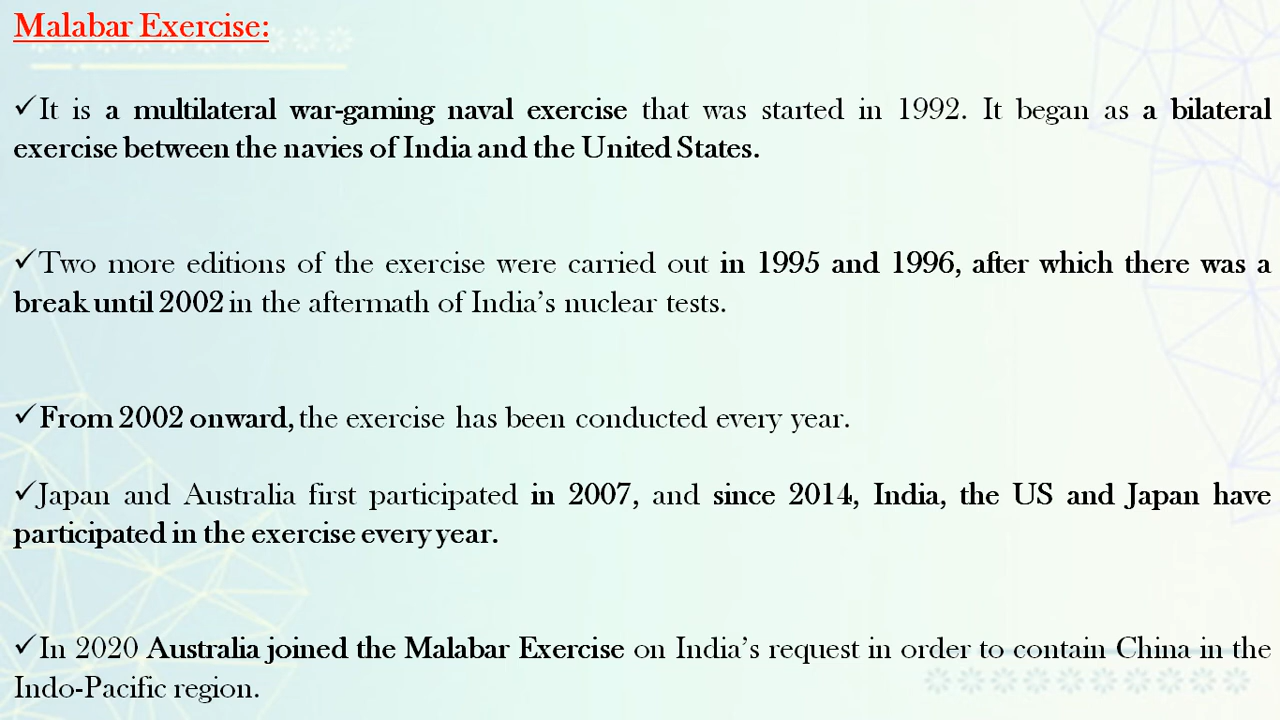 Malabar Exercise:
✓It is a multilateral war-gaming naval exercise that was started in 1992. It began as a bilateral
exercise between the navies of India and the United States.
✓Two more editions of the exercise were carried out in 1995 and 1996, after which there was a
break until 2002 in the aftermath of India's nuclear tests.
✓From 2002 onward, the exercise has been conducted every year.
✓Japan and Australia first participated in 2007, and since 2014, India, the US and Japan have
participated in the exercise every year.
✓In 2020 Australia joined the Malabar Exercise on India's request in order to contain China in the
Indo-Pacific region.